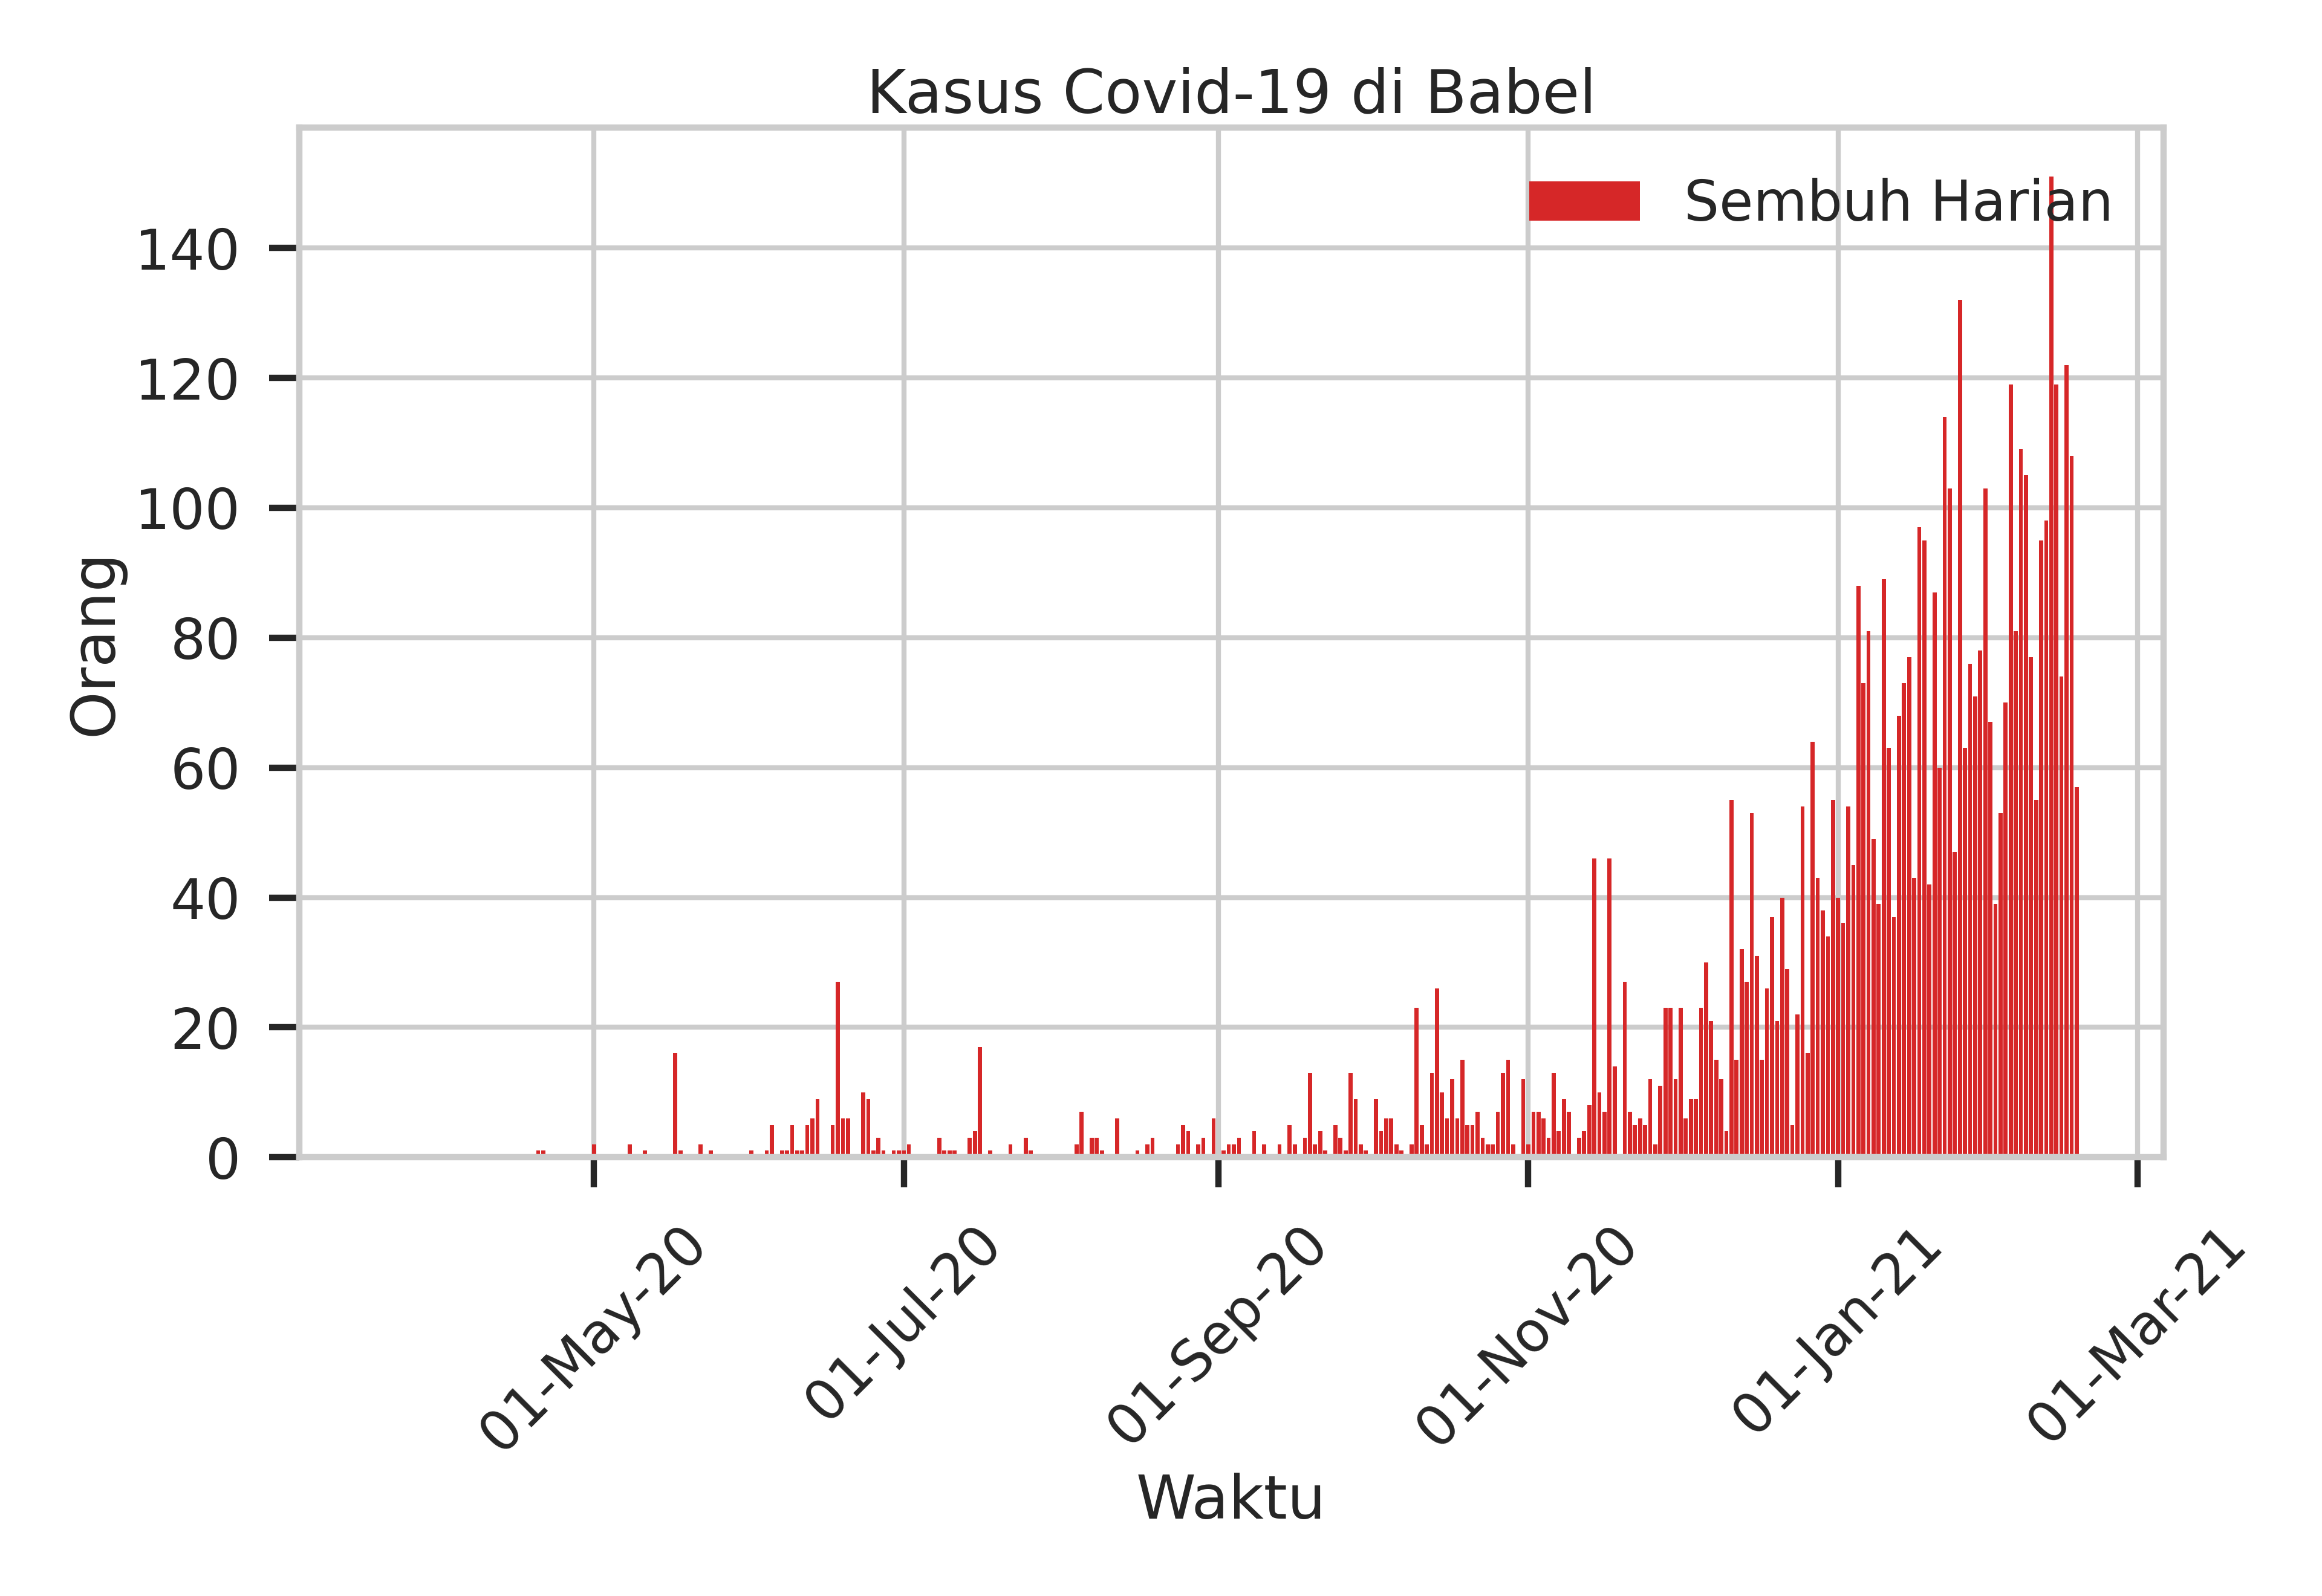 Kasus Covid-19 di Babel
Sembuh Harian
140
120
100
80
60
40
20
0
Orang
01-May-20
01-Jul-20
01-Sep-20
01-Nov-20
01-Jan-21
01-Mar-21
Waktu